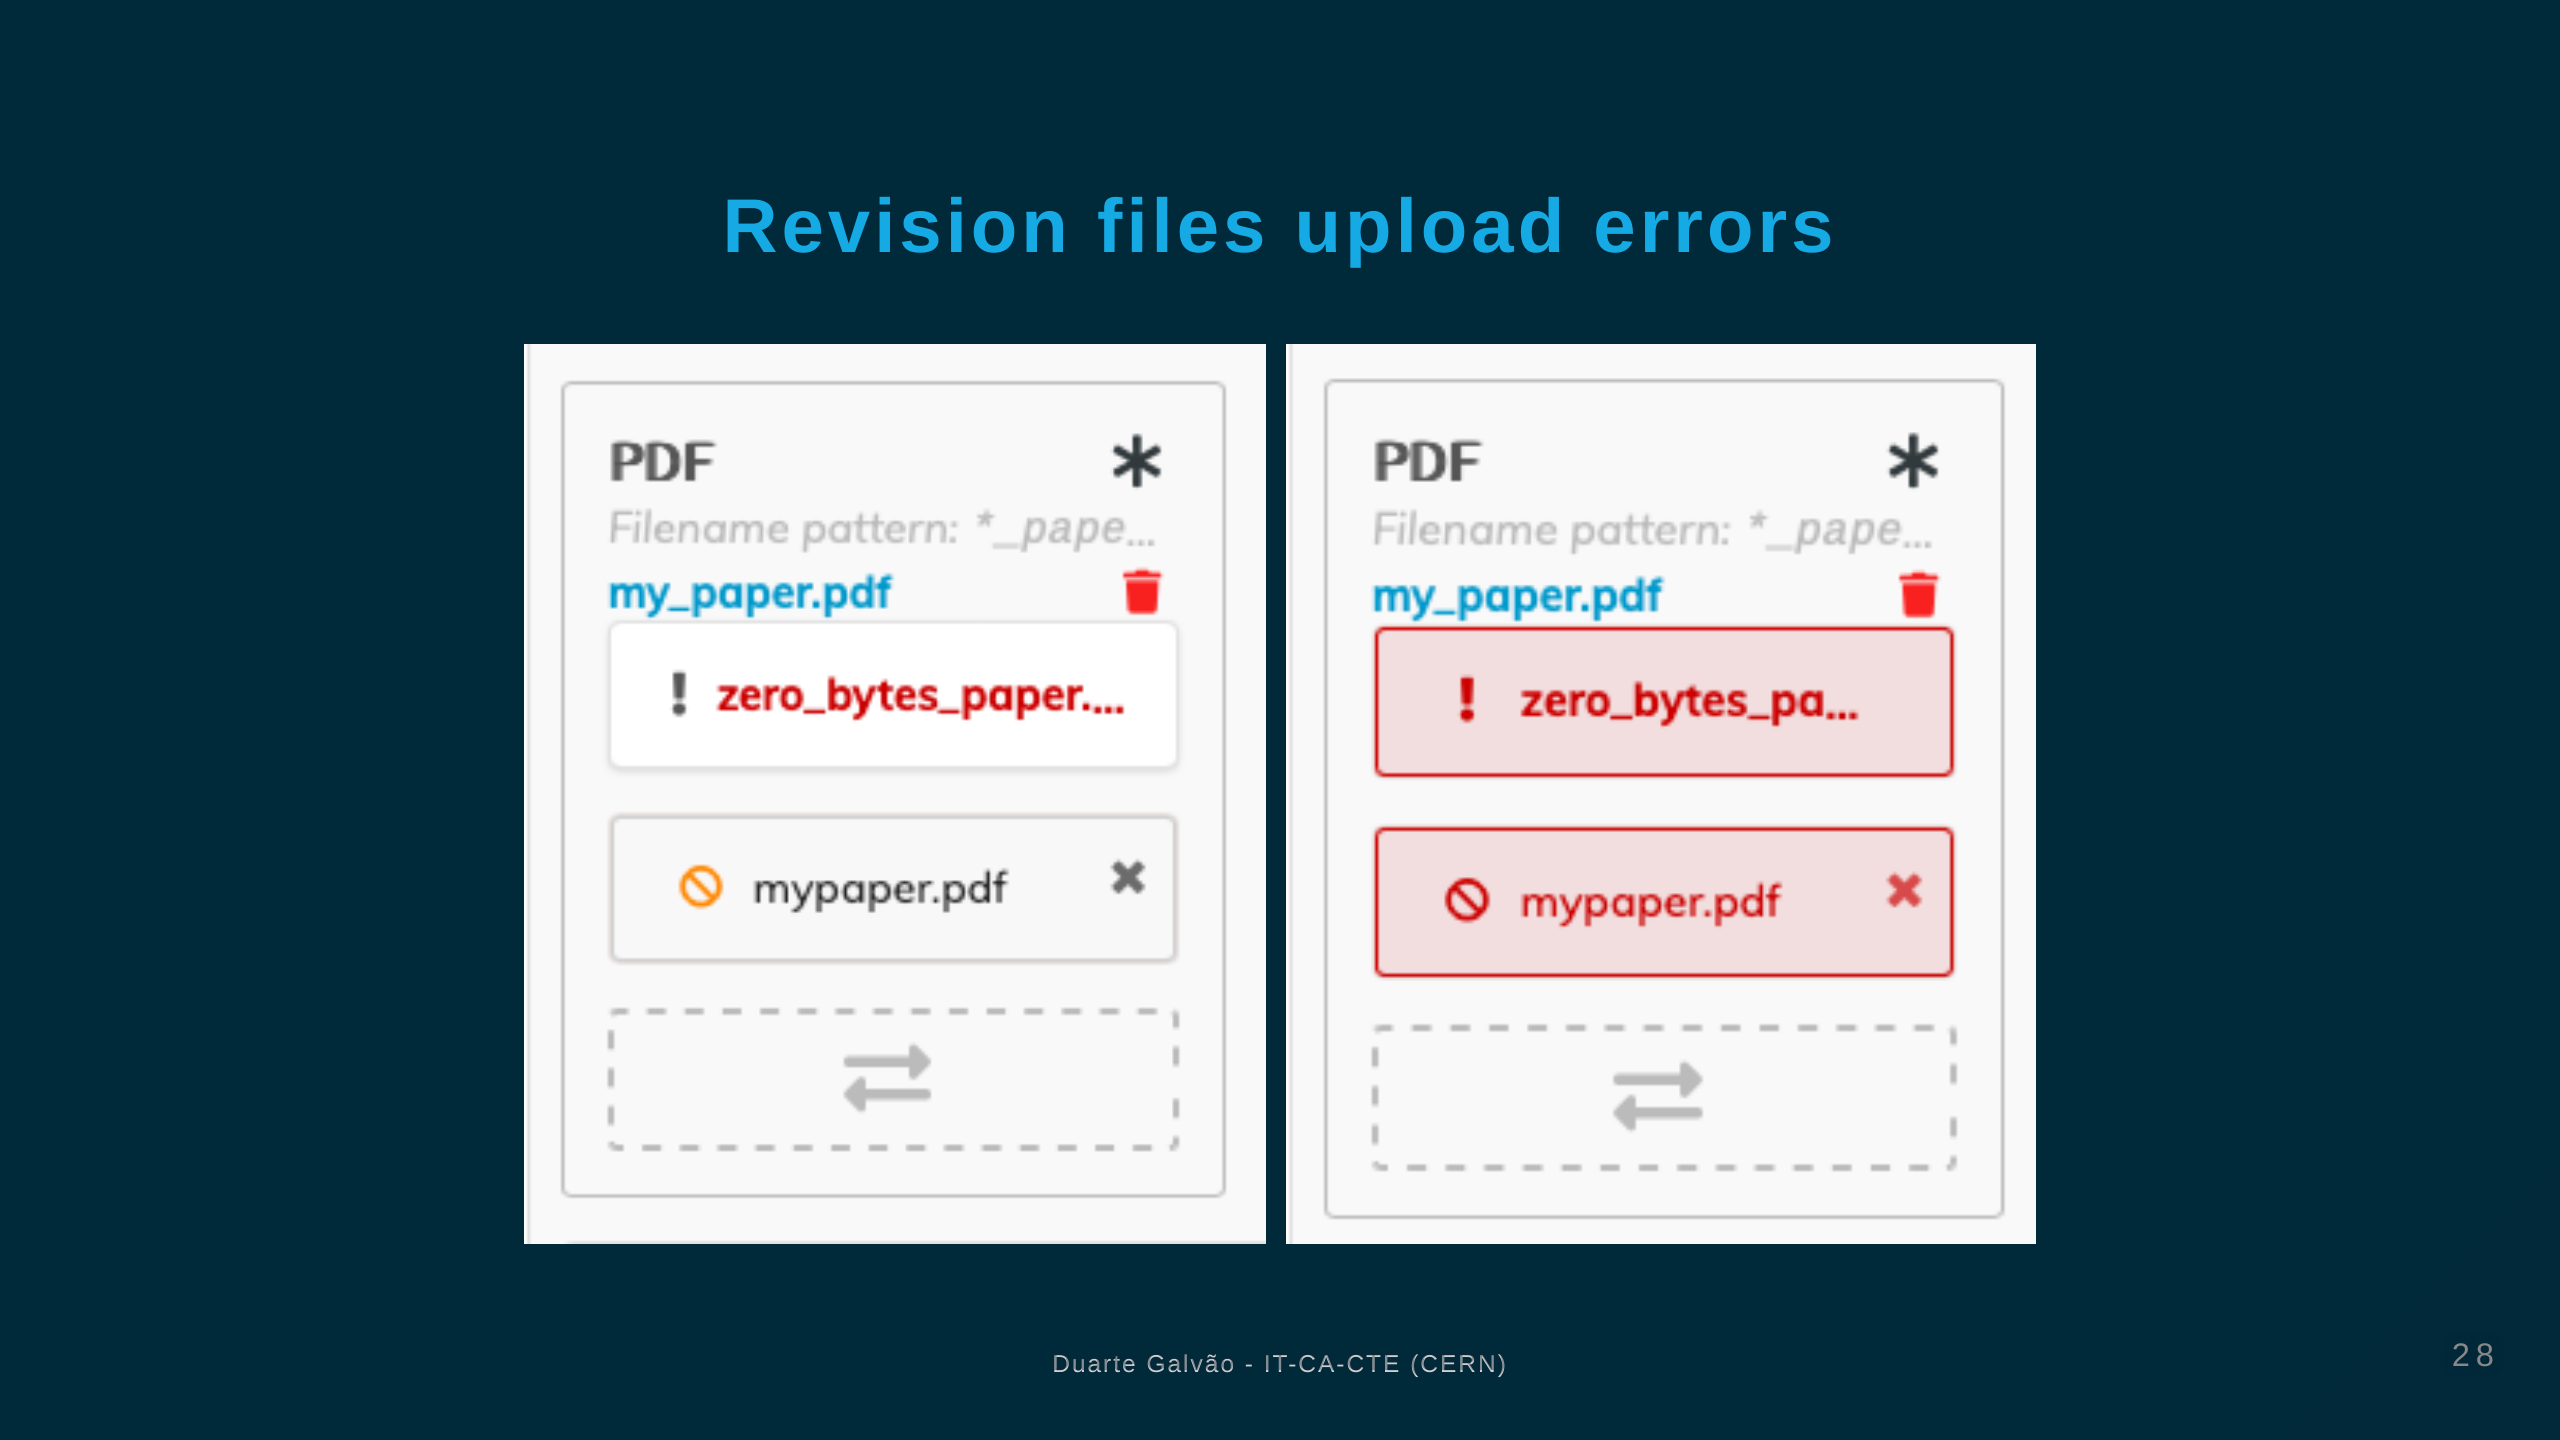 Revision files upload errors
PDF
Filename pattern: *_pape...
my_paper.pdf
zero_bytes_paper....
mypaper.pdf
PDF
Filename pattern: *_pape...
my_paper.pdf
zero_bytes_pa...
mypaper.pdf
Duarte Galvão - IT-CA-CTE (CERN)
28